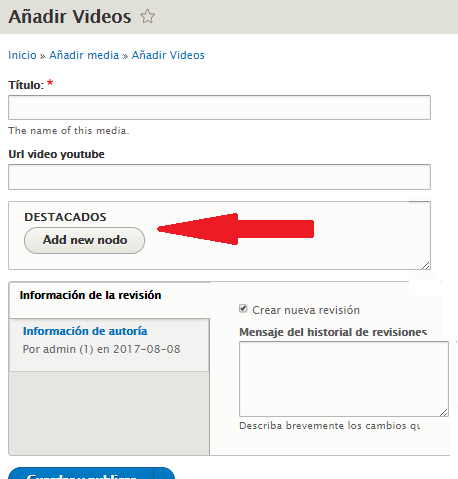 Añadir Videos
Inicio » Añadir media » Añadir Videos
Título: *
The name of this media.
Url video youtube
DESTACADOS
Add new nodo
Información de la revisión
Información de autoría
Por admin (1) en 2017-08-08
Crear nueva revisión
Mensaje del historial de revisiones
Describa brevemente los cambios
Guardar y publicar